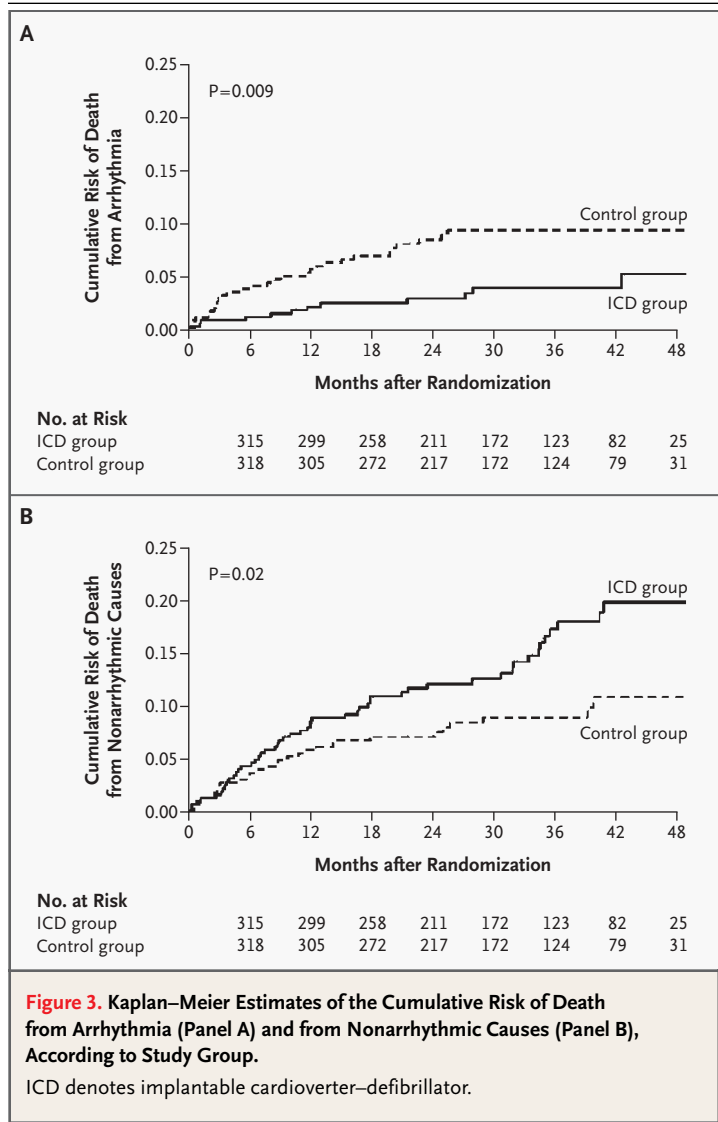 A
0.25
P=0.009
0.20
0.15
0.10
0.05
0.00
Cumulative Risk of Death
from Arrhythmia
Control group
ICD group
0 6 12 18 24 30 36 42 48
Months after Randomization
No. at Risk
ICD group 315 299 258 211 172 123 82 25
Control group 318 305 272 217 172 124 79 31
B
0.25
P=0.02
0.20
0.15
0.10
0.05
0.00
Cumulative Risk of Death
from Nonarrhythmic Causes
ICD group
Control group
0 6 12 18 24 30 36 42 48
Months after Randomization
No. at Risk
ICD group 315 299 258 211 172 123 82 25
Control group 318 305 272 217 172 124 79 31
Figure 3. Kaplan–Meier Estimates of the Cumulative Risk of Death
from Arrhythmia (Panel A) and from Nonarrhythmic Causes (Panel B),
According to Study Group.
ICD denotes implantable cardioverter–defibrillator.